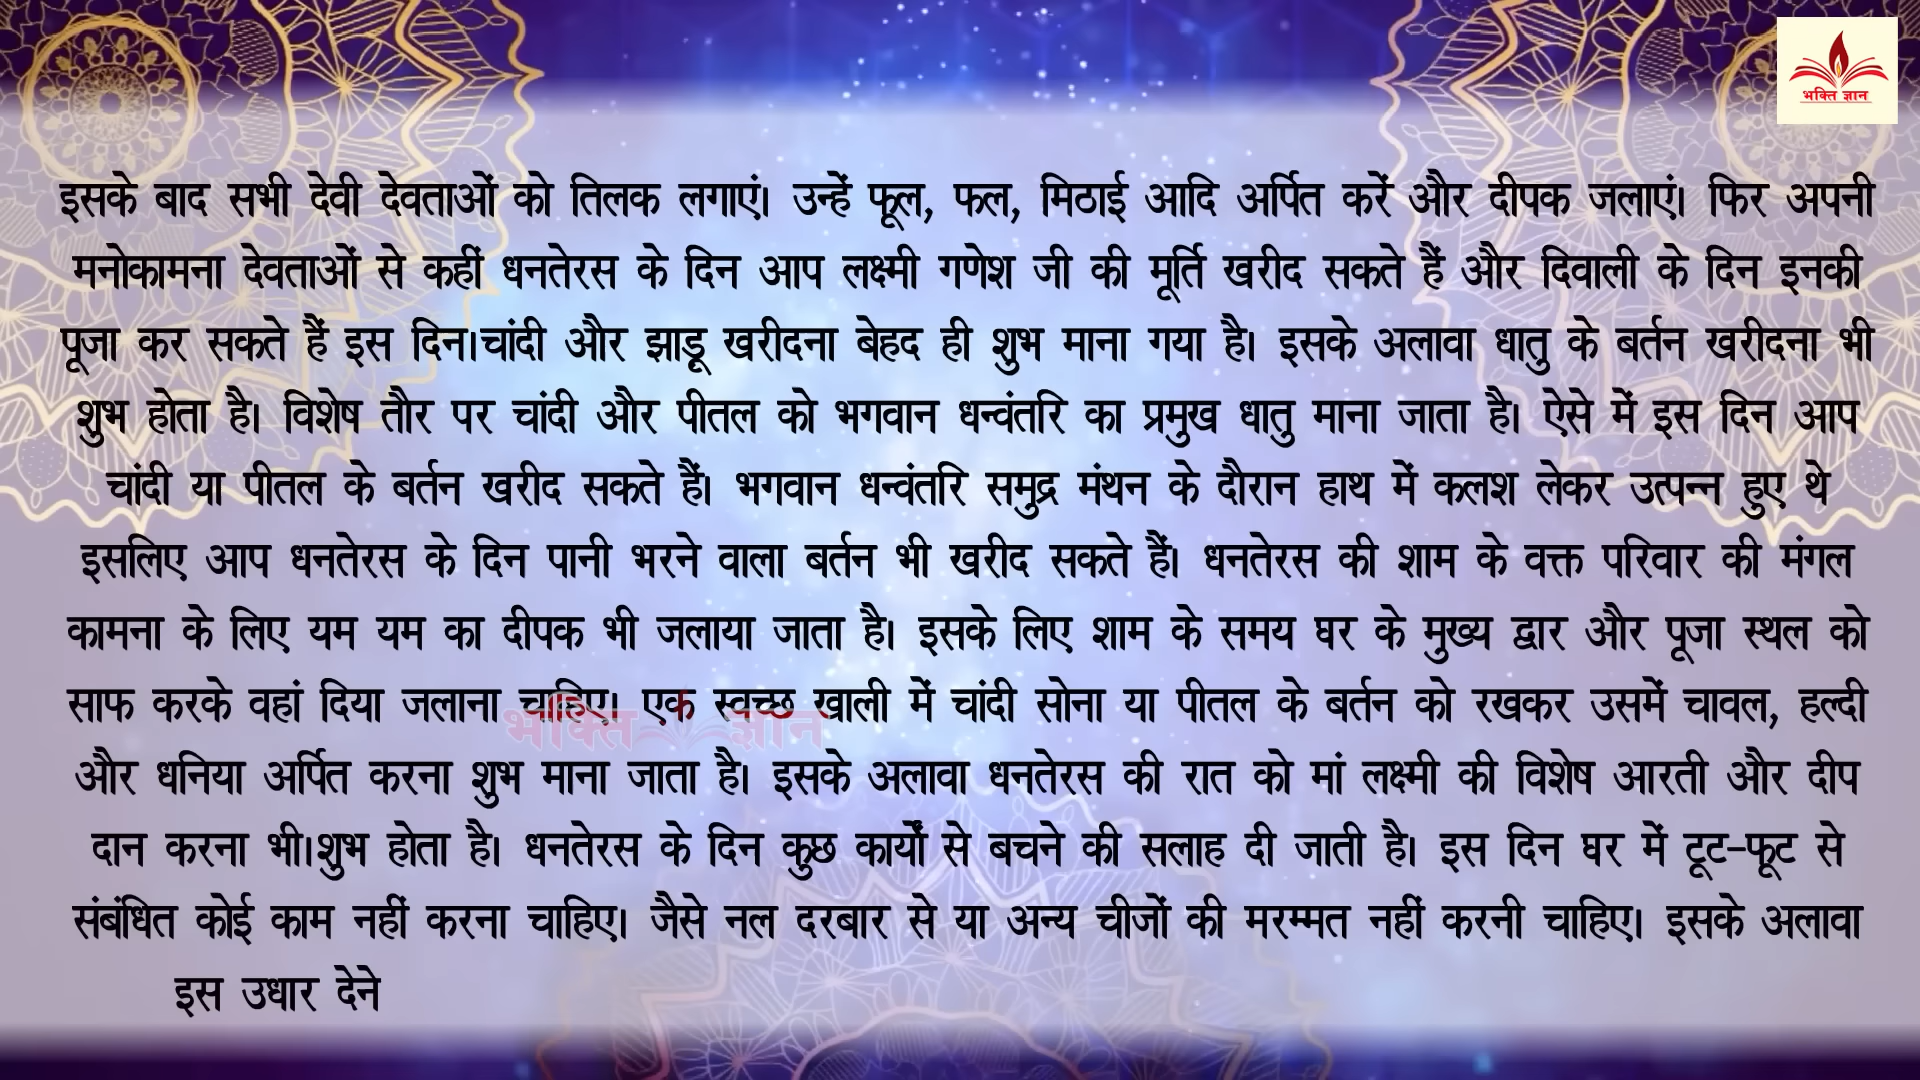 भक्ति ज्ञान
इसके बाद सभी देवी देवताओं को तिलक लगाएं। उन्हें फूल, फल, मिठाई आदि अर्पित करें और दीपक जलाएं। फिर अपनी
मनोकामना देवताओं से कहीं धनतेरस के दिन आप लक्ष्मी गणेश जी की मूर्ति खरीद सकते हैं और दिवाली के दिन इनकी
पूजा कर सकते हैं इस दिन।चांदी और झाड़ू खरीदना बेहद ही शुभ माना गया है। इसके अलावा धातु के बर्तन खरीदना भी
शुभ होता है। विशेष तौर पर चांदी और पीतल को भगवान धन्वंतरि का प्रमुख धातु माना जाता है। ऐसे में इस दिन आप
चांदी या पीतल के बर्तन खरीद सकते हैं। भगवान धन्वंतरि समुद्र मंथन के दौरान हाथ में कलश लेकर उत्पन्न हुए थे
इसलिए आप धनतेरस के दिन पानी भरने वाला बर्तन भी खरीद सकते हैं। धनतेरस की शाम के वक्त परिवार की मंगल
कामना के लिए यम यम का दीपक भी जलाया जाता है। इसके लिए शाम के समय घर के मुख्य द्वार और पूजा स्थल को
साफ करके वहां दिया जलाना चाहिए। एक स्वच्छ खाली में चांदी सोना या पीतल के बर्तन को रखकर उसमें चावल, हल्दी
भक्ति ज्ञान
और धनिया अर्पित करना शुभ माना जाता है। इसके अलावा धनतेरस की रात को मां लक्ष्मी की विशेष आरती और दीप
दान करना भी।शुभ होता है। धनतेरस के दिन कुछ कार्यों से बचने की सलाह दी जाती है। इस दिन घर में टूट-फूट से
संबंधित कोई काम नहीं करना चाहिए। जैसे नल दरबार से या अन्य चीजों की मरम्मत नहीं करनी चाहिए। इसके अलावा
इस उधार देने